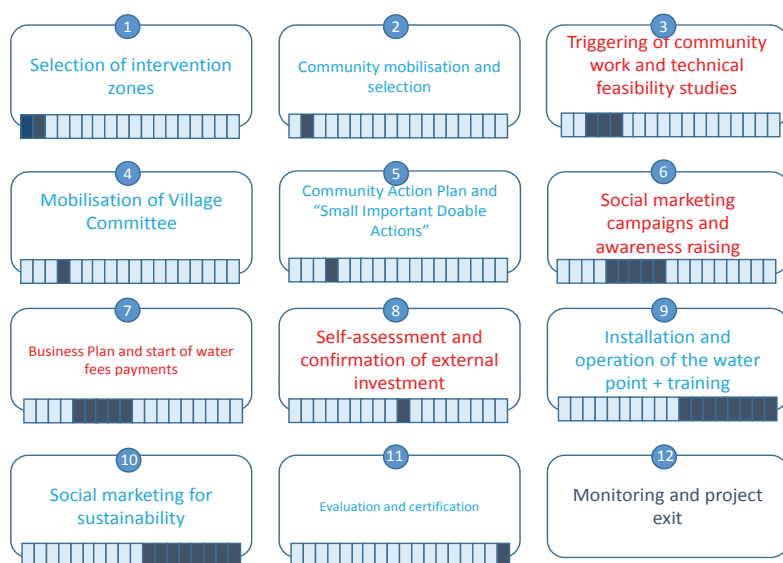 1
Selection of intervention
zones
2
Community mobilisation and
selection
3
Triggering of community
work and technical
feasibility studies
4
Mobilisation of Village
Committee
5
Community Action Plan and
“Small Important Doable
Actions”
6
Social marketing
campaigns and
awareness raising
7
Business Plan and start of water
fees payments
8
Self-assessment and
confirmation of external
investment
9
Installation and
operation of the water
point + training
10
Social marketing for
sustainability
11
Evaluation and certification
12
Monitoring and project
exit